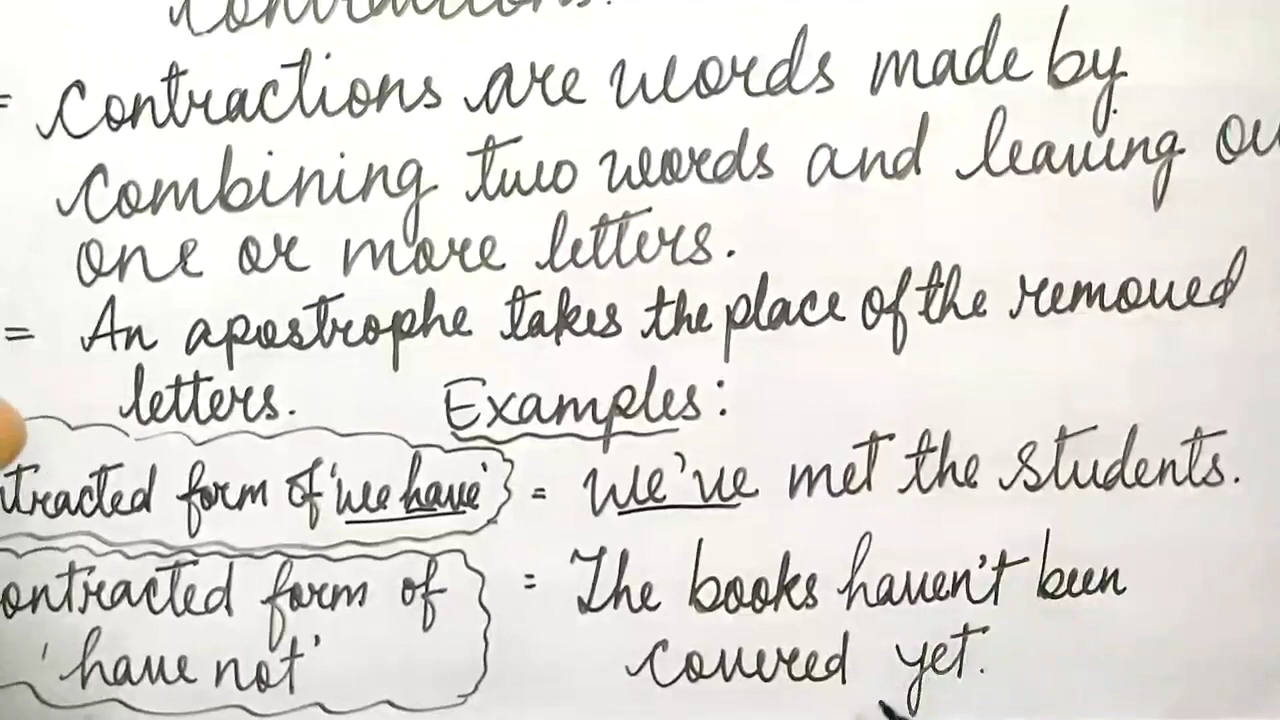 = Contractions are words made by
combining two words and leaving
one or more letters.
= An apostrophe takes the place of the removed
letters. Examples:
form of 'we have' = We've met the students.
form of = The books haven't been
'have not' covered yet.